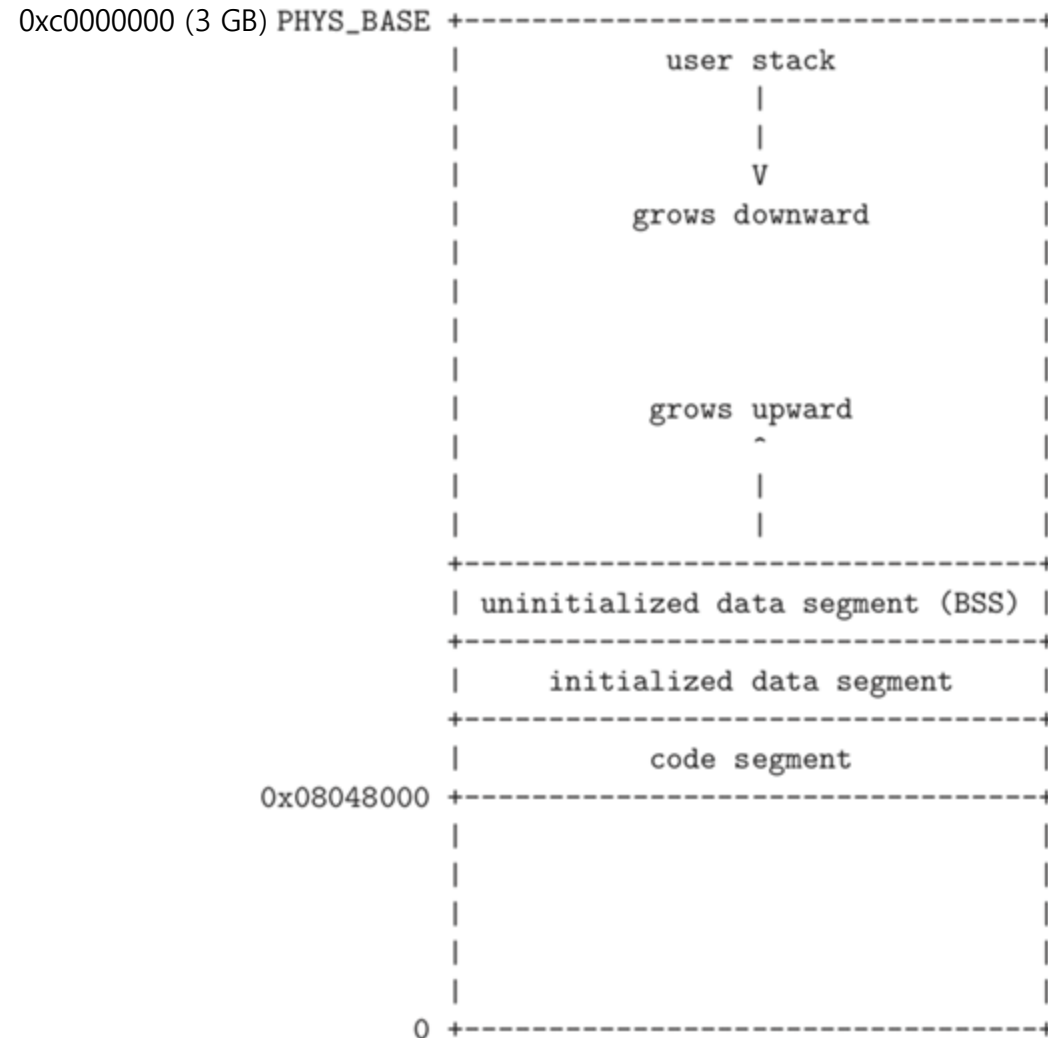 0xc0000000 (3 GB) PHYS_BASE +----------------------------------+
| user stack |
| | |
| | |
| V |
| grows downward |
| |
| |
| |
| |
| grows upward |
| ^ |
| | |
| | |
+----------------------------------+
| uninitialized data segment (BSS) |
+----------------------------------+
| initialized data segment |
+----------------------------------+
| code segment |
0x08048000 +----------------------------------+
| |
| |
| |
| |
| |
0 +----------------------------------+